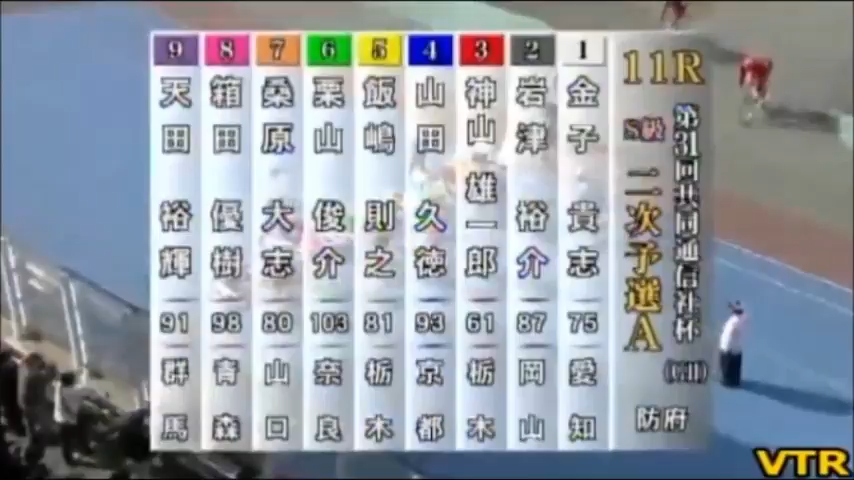 11R
S級
二次予選A
第31回共同通信社杯
(GII)
防府
1
金子 貴志
75
愛知
2
岩津 裕介
87
岡山
3
神山 雄一郎
61
栃木
4
山田 久徳
93
京都
5
飯嶋 則之
81
栃木
6
栗山 俊介
103
奈良
7
桑原 大志
80
山口
8
箱田 優樹
98
青森
9
天田 裕輝
91
群馬
VTR